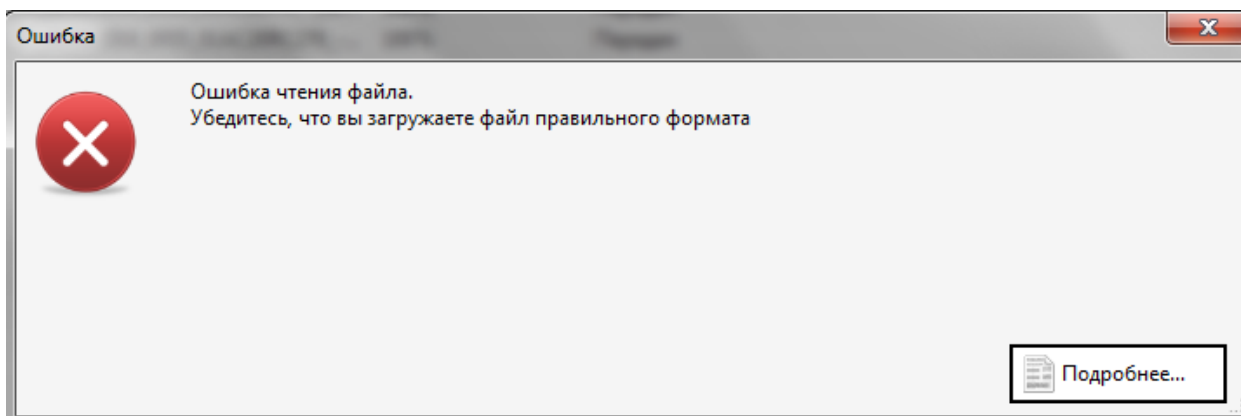 Ошибка
Ошибка чтения файла.
Убедитесь, что вы загружаете файл правильного формата
Подробнее...